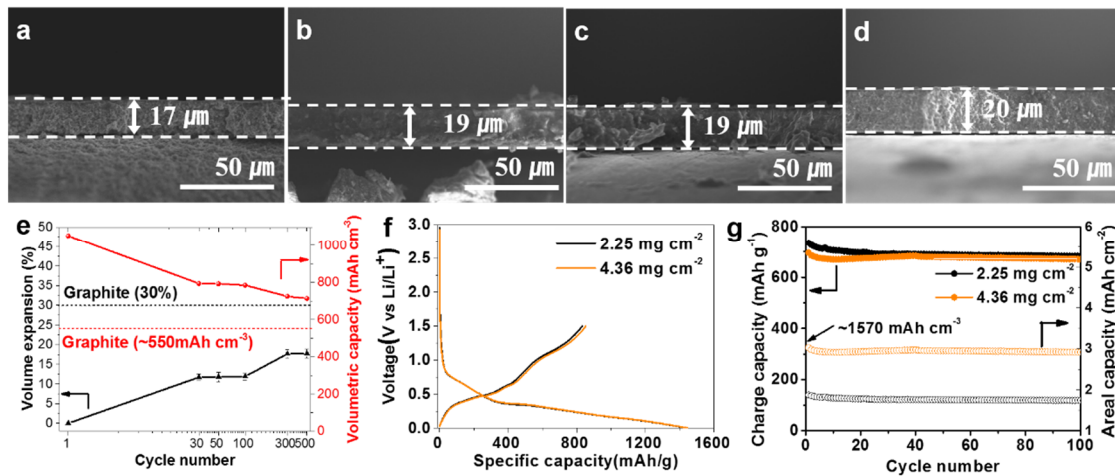 a
17 μm
50 μm
b
19 μm
50 μm
c
19 μm
50 μm
d
20 μm
50 μm
e
Volume expansion (%)
50
45
40
35
30
25
20
15
10
5
0
Graphite (30%)
Graphite (~550mAh cm⁻³)
1
30
50
100
300
500
Cycle number
1000
800
600
400
200
0
Volumetric capacity (mAh cm⁻³)
f
Voltage(V vs Li/Li⁺)
3.0
2.5
2.0
1.5
1.0
0.5
0.0
2.25 mg cm⁻²
4.36 mg cm⁻²
0
400
800
1200
1600
Specific capacity(mAh/g)
g
Charge capacity (mAh g⁻¹)
800
700
600
500
400
300
200
100
0
2.25 mg cm⁻²
4.36 mg cm⁻²
~1570 mAh cm⁻³
0
20
40
60
80
100
Cycle number
6
5
4
3
2
1
Areal capacity (mAh cm⁻²)